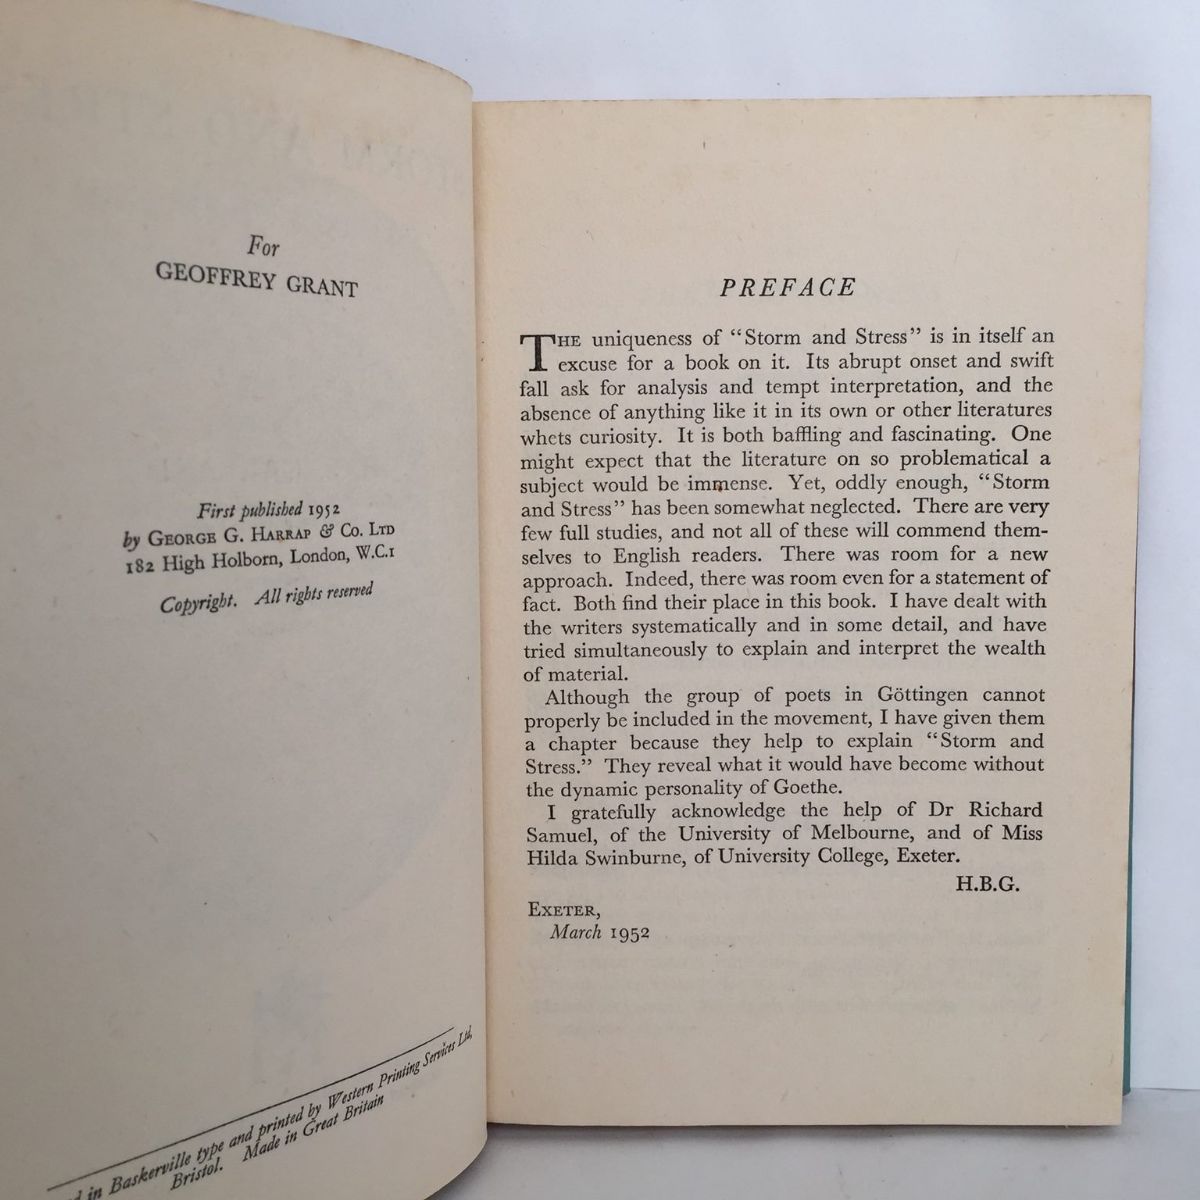 For
GEOFFREY GRANT
First published 1952
by GEORGE G. HARRAP & Co. LTD
182 High Holborn, London, W.C.1
Copyright. All rights reserved
in Baskerville type and printed by Western Printing Services Ltd,
Bristol. Made in Great Britain
PREFACE
THE uniqueness of “Storm and Stress” is in itself an
excuse for a book on it. Its abrupt onset and swift
fall ask for analysis and tempt interpretation, and the
absence of anything like it in its own or other literatures
whets curiosity. It is both baffling and fascinating. One
might expect that the literature on so problematical a
subject would be immense. Yet, oddly enough, “Storm
and Stress” has been somewhat neglected. There are very
few full studies, and not all of these will commend them-
selves to English readers. There was room for a new
approach. Indeed, there was room even for a statement of
fact. Both find their place in this book. I have dealt with
the writers systematically and in some detail, and have
tried simultaneously to explain and interpret the wealth
of material.
Although the group of poets in Göttingen cannot
properly be included in the movement, I have given them
a chapter because they help to explain “Storm and
Stress.” They reveal what it would have become without
the dynamic personality of Goethe.
I gratefully acknowledge the help of Dr Richard
Samuel, of the University of Melbourne, and of Miss
Hilda Swinburne, of University College, Exeter.
H.B.G.
EXETER,
March 1952